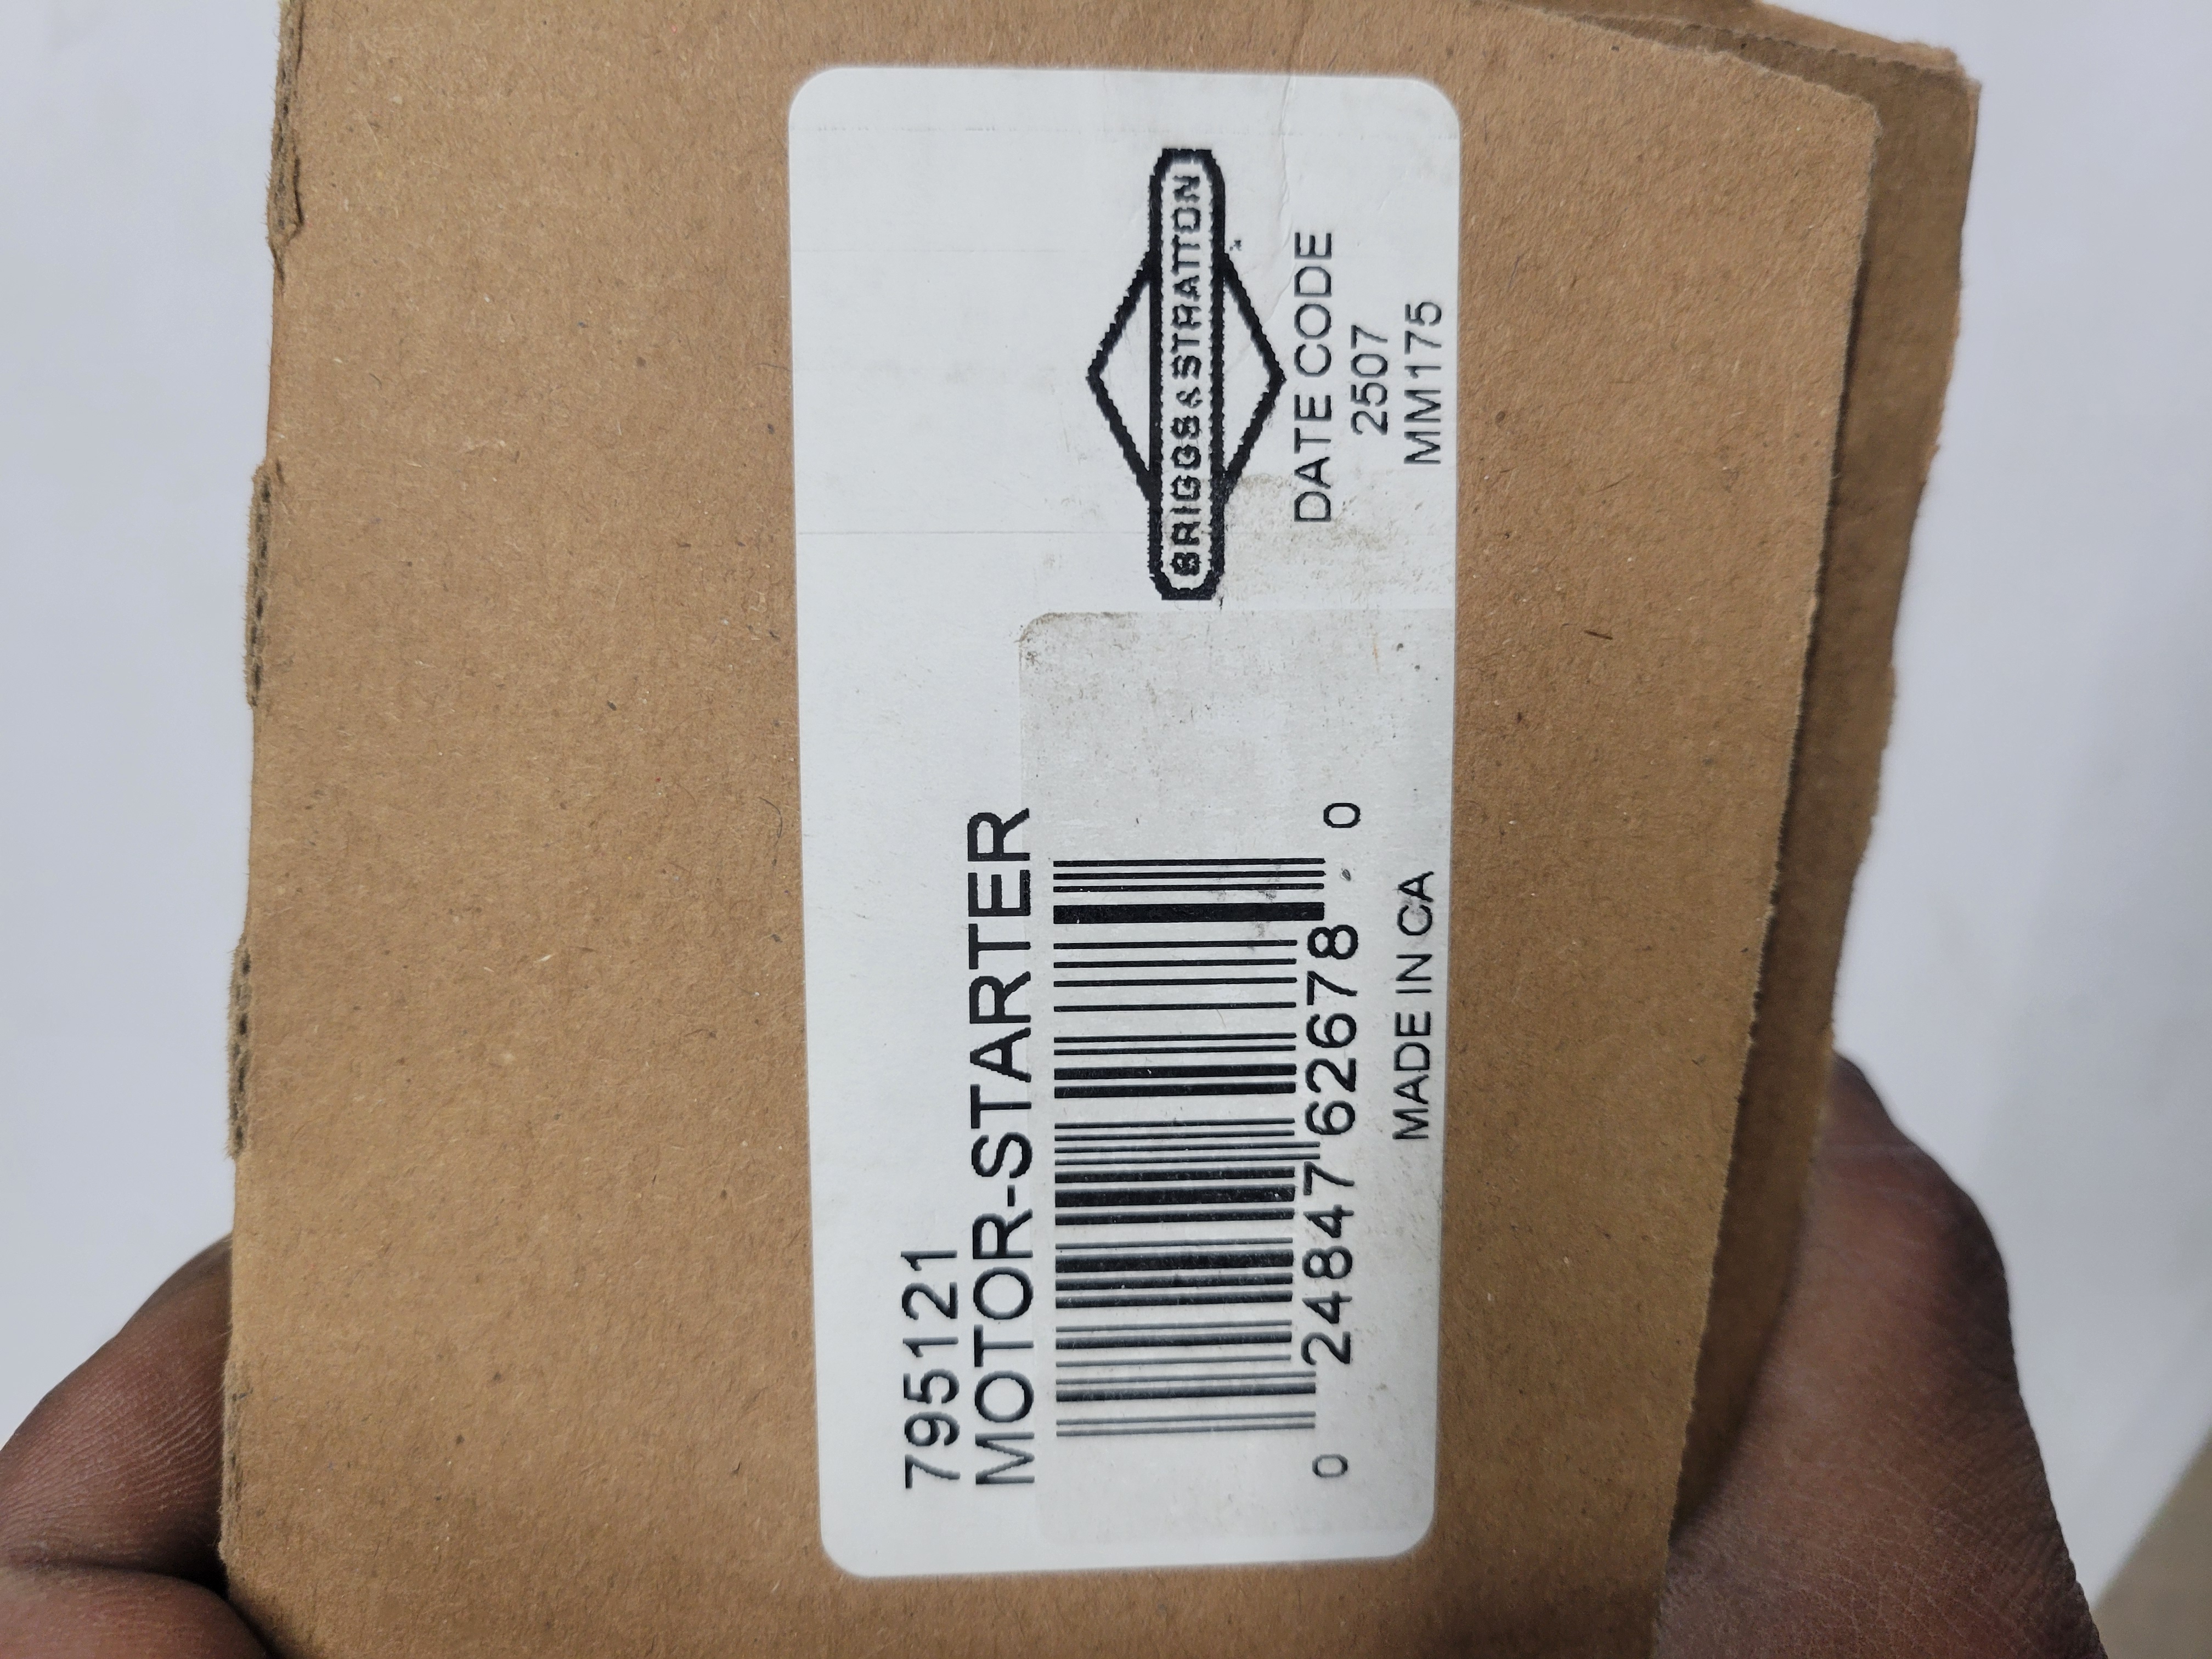 795121
MOTOR-STARTER
0 24847 62678 0
MADE IN CA
BRIGGS & STRATTON
DATE CODE
2507
MM175